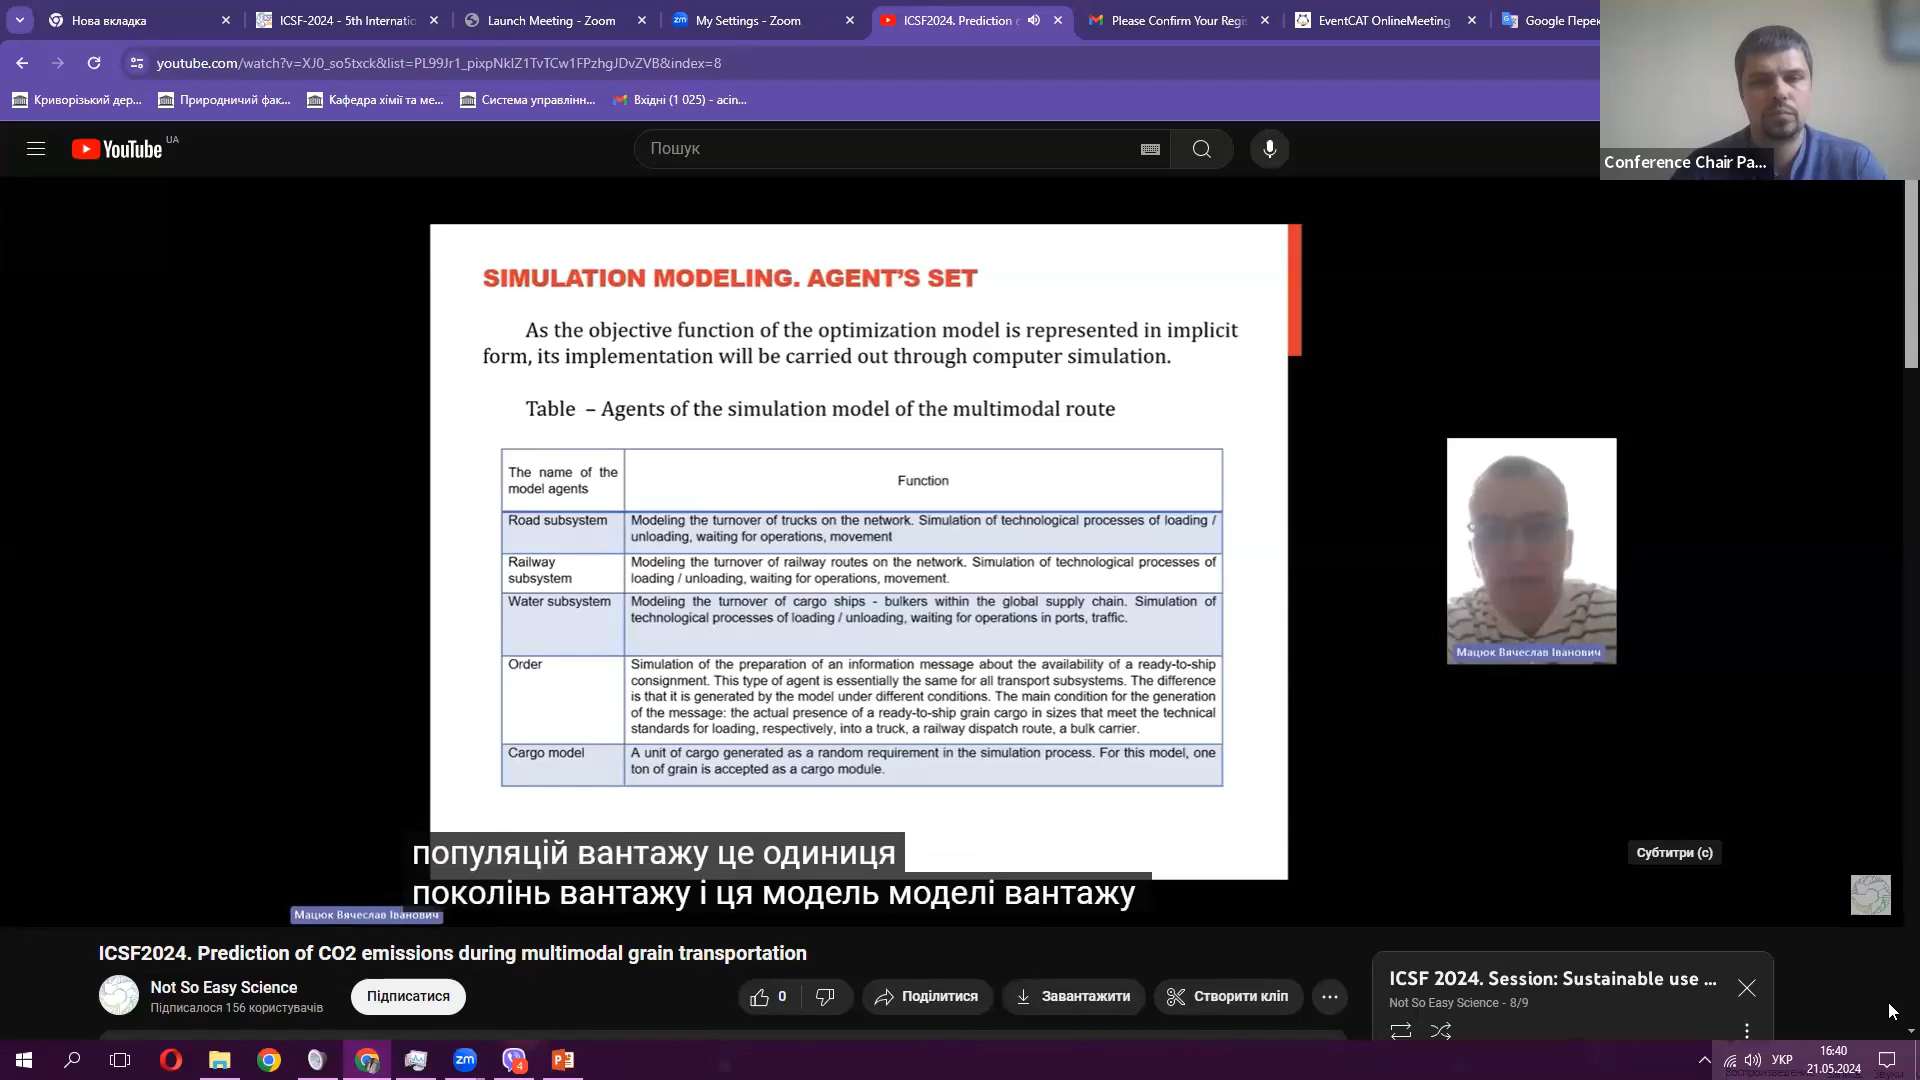 Нова вкладка
ICSF-2024 - 5th Internatio
Launch Meeting - Zoom
My Settings - Zoom
ICSF2024. Prediction
Please Confirm Your Regis
EventCAT OnlineMeeting
Google Перек
youtube.com/watch?v=XJ0_so5txck&list=PL99Jr1_pixpNklZ1TvTCw1FPzhgJDvZVB&index=8
Криворізький дер...
Природничий фак...
Кафедра хімії та ме...
Система управлінн...
Вхідні (1 025) - acin...
YouTube UA
Пошук
Conference Chair Pa...
SIMULATION MODELING. AGENT'S SET
As the objective function of the optimization model is represented in implicit
form, its implementation will be carried out through computer simulation.
Table – Agents of the simulation model of the multimodal route
The name of the
model agents
Function
Road subsystem
Modeling the turnover of trucks on the network. Simulation of technological processes of loading /
unloading, waiting for operations, movement
Railway
subsystem
Modeling the turnover of railway routes on the network. Simulation of technological processes of
loading / unloading, waiting for operations, movement.
Water subsystem
Modeling the turnover of cargo ships - bulkers within the global supply chain. Simulation of
technological processes of loading / unloading, waiting for operations in ports, traffic.
Order
Simulation of the preparation of an information message about the availability of a ready-to-ship
consignment. This type of agent is essentially the same for all transport subsystems. The difference
is that it is generated by the model under different conditions. The main condition for the generation
of the message: the actual presence of a ready-to-ship grain cargo in sizes that meet the technical
standards for loading, respectively, into a truck, a railway dispatch route, a bulk carrier.
Cargo model
A unit of cargo generated as a random requirement in the simulation process. For this model, one
ton of grain is accepted as a cargo module.
Мацюк Вячеслав Іванович
популяцій вантажу це одиниця
поколінь вантажу і ця модель моделі вантажу
Субтитри (c)
Мацюк Вячеслав Іванович
ICSF2024. Prediction of CO2 emissions during multimodal grain transportation
Not So Easy Science
Підписалося 156 користувачів
Підписатися
0
Поділитися
Завантажити
Створити кліп
ICSF 2024. Session: Sustainable use ...
Not So Easy Science - 8/9
4
УКР
16:40
21.05.2024